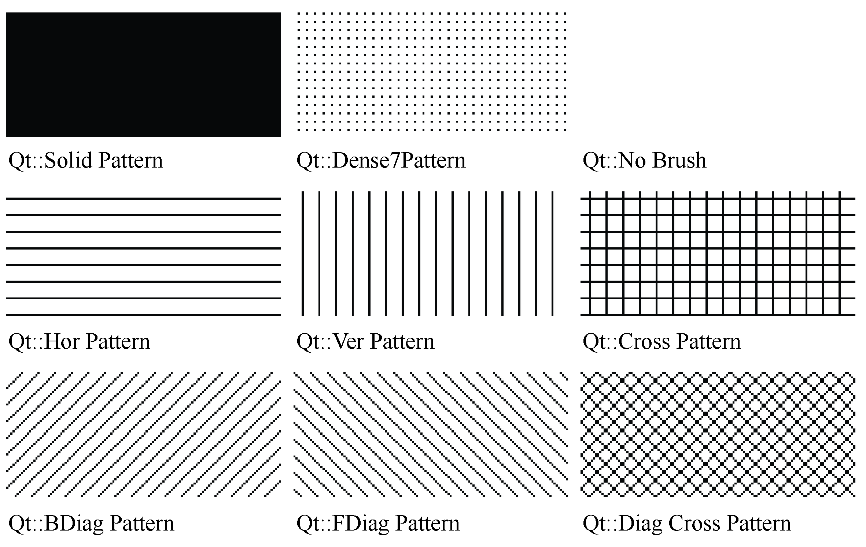 Qt::Solid Pattern
Qt::Dense7Pattern
Qt::No Brush
Qt::Hor Pattern
Qt::Ver Pattern
Qt::Cross Pattern
Qt::BDiag Pattern
Qt::FDiag Pattern
Qt::Diag Cross Pattern